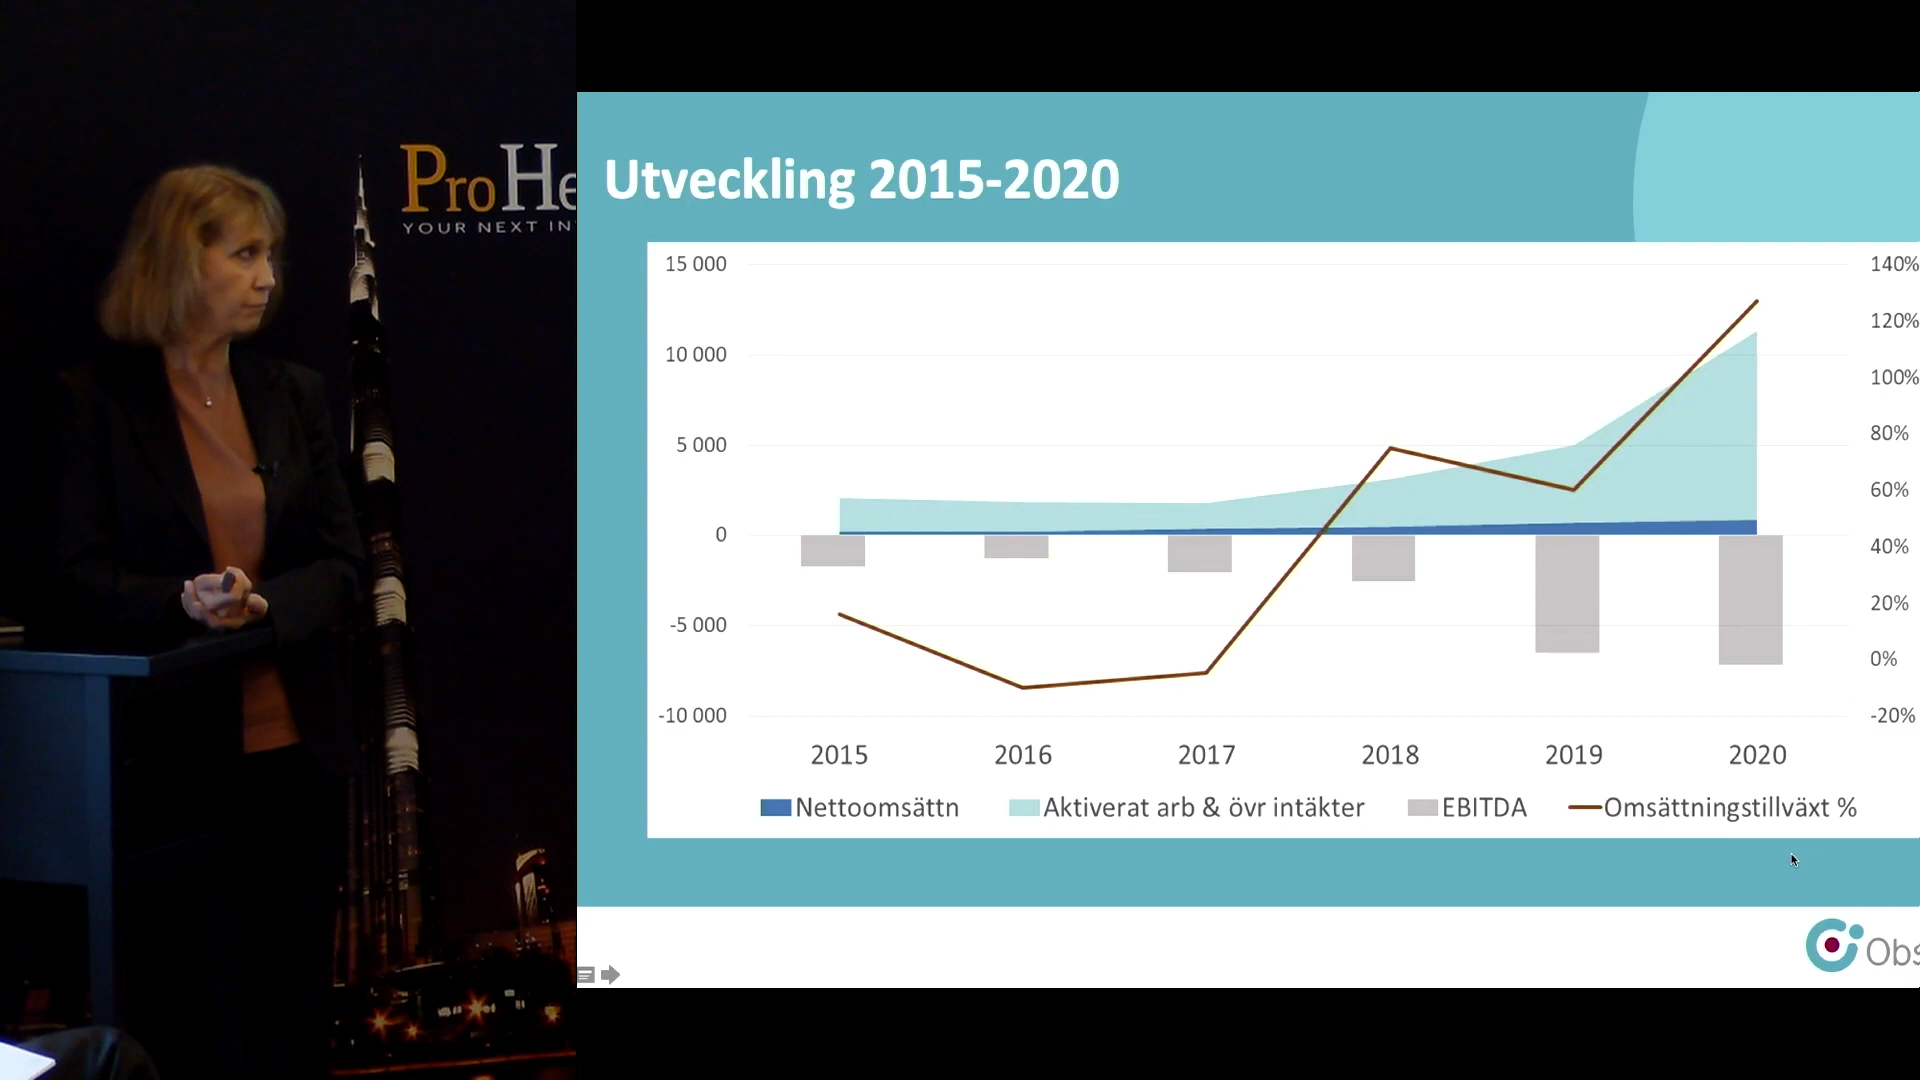 ProHe
YOUR NEXT IN
Utveckling 2015-2020
15 000
10 000
5 000
0
-5 000
-10 000
140%
120%
100%
80%
60%
40%
20%
0%
-20%
2015 2016 2017 2018 2019 2020
Nettoomsättn Aktiverat arb & övr intäkter EBITDA Omsättningstillväxt %
Obs